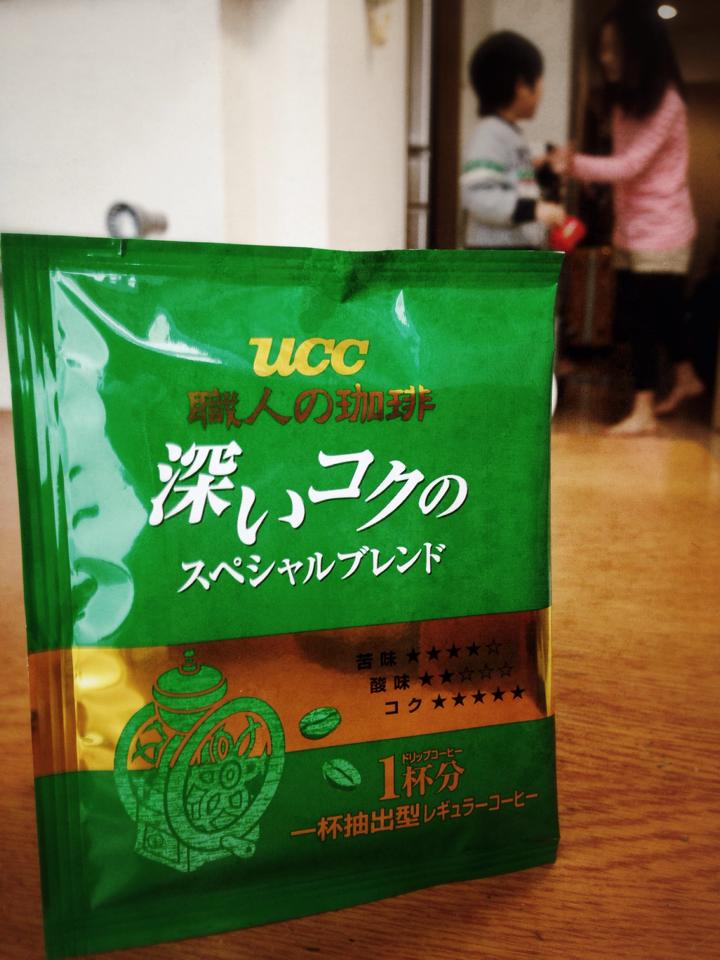 UCC
職人の珈琲
深いコクの
スペシャルブレンド
苦味 ★★★★☆
酸味 ★★☆☆☆
コク ★★★★★
ドリップコーヒー
1杯分
一杯抽出型レギュラーコーヒー